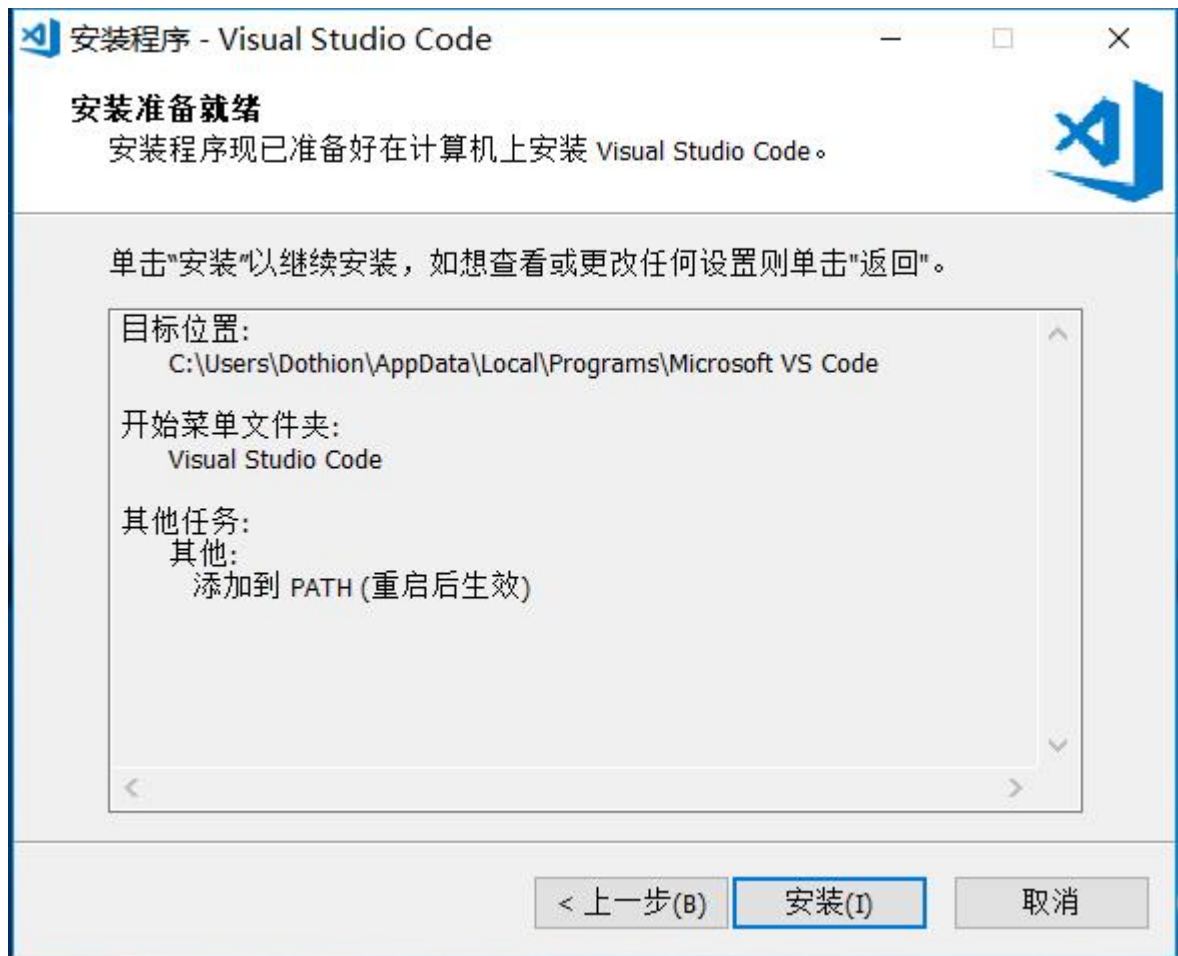 安装程序 - Visual Studio Code
安装准备就绪
安装程序现已准备好在计算机上安装 Visual Studio Code。
单击“安装”以继续安装，如想查看或更改任何设置则单击"返回"。
目标位置:
C:\Users\Dothion\AppData\Local\Programs\Microsoft VS Code
开始菜单文件夹:
Visual Studio Code
其他任务:
其他:
添加到 PATH (重启后生效)
< 上一步(B) 安装(I) 取消